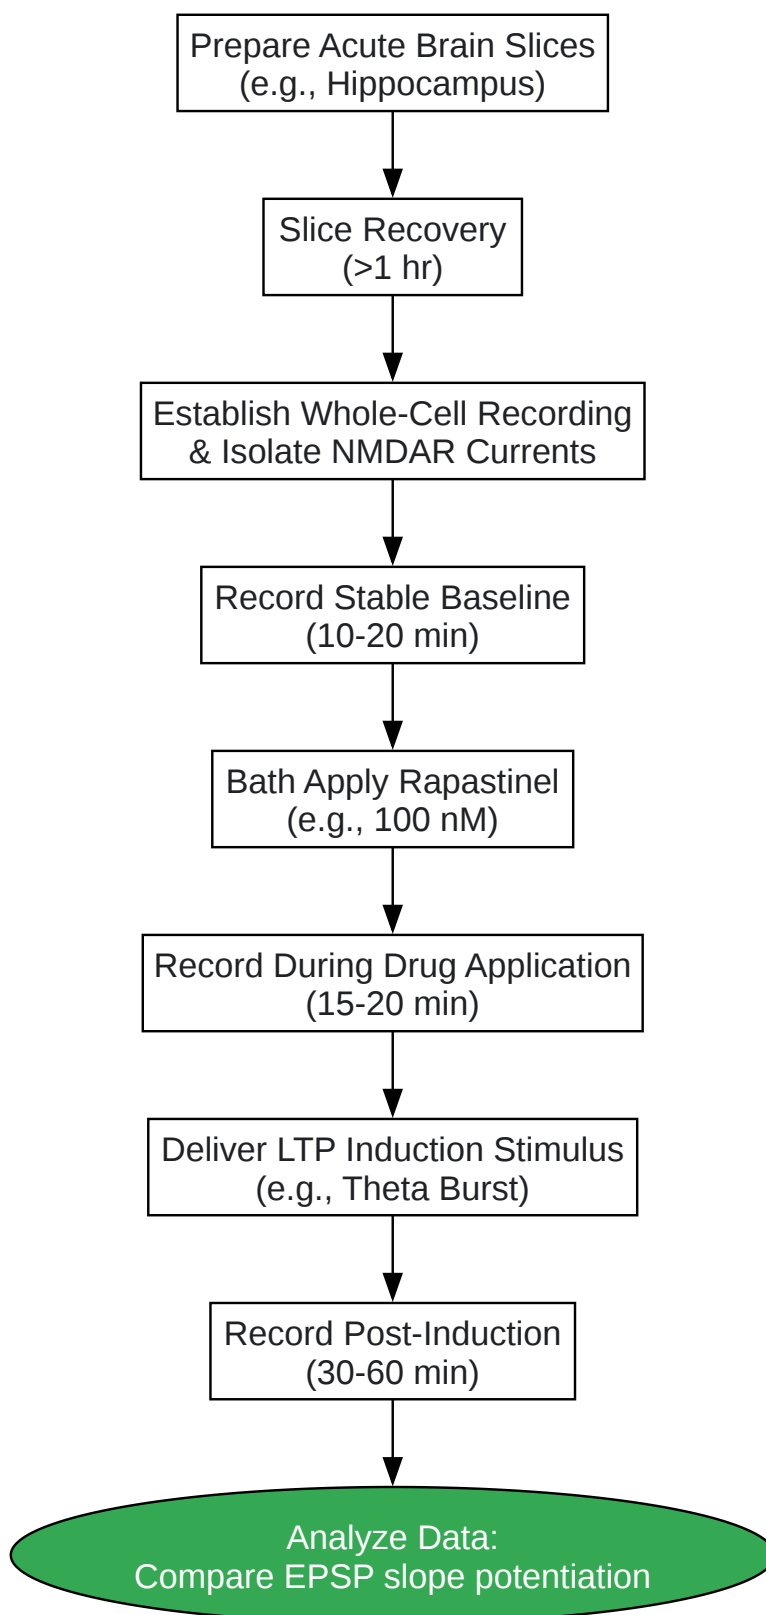 Prepare Acute Brain Slices
(e.g., Hippocampus)
Slice Recovery
(>1 hr)
Establish Whole-Cell Recording
& Isolate NMDAR Currents
Record Stable Baseline
(10-20 min)
Bath Apply Rapastinel
(e.g., 100 nM)
Record During Drug Application
(15-20 min)
Deliver LTP Induction Stimulus
(e.g., Theta Burst)
Record Post-Induction
(30-60 min)
Analyze Data:
Compare EPSP slope potentiation